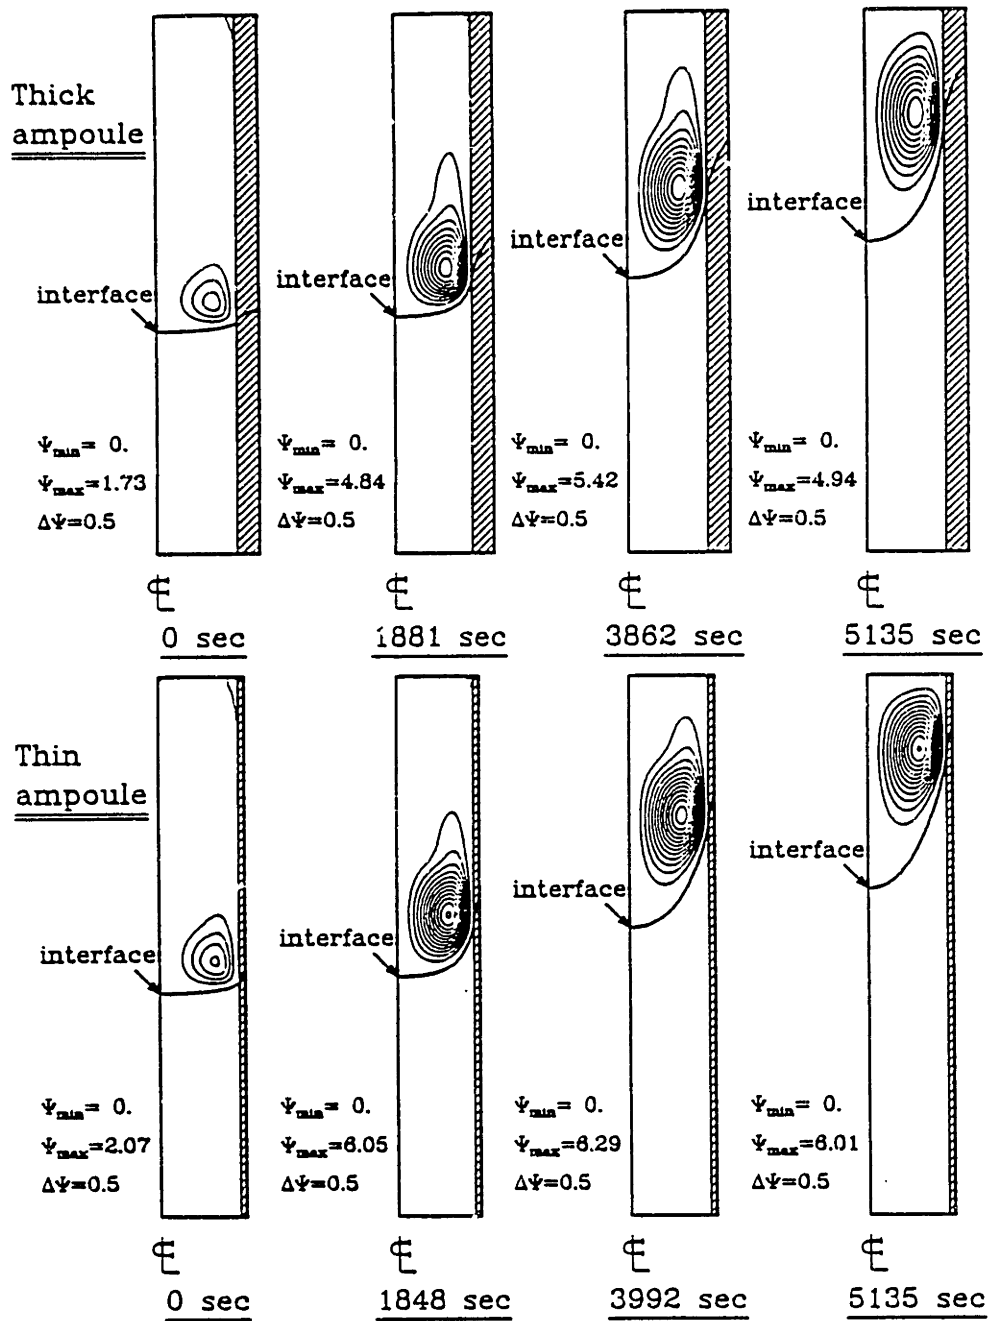 Thick
ampoule
interface
interface
interface
interface
Ψmin= 0.
Ψmax=1.73
ΔΨ=0.5
Ψmin= 0.
Ψmax=4.84
ΔΨ=0.5
Ψmin= 0.
Ψmax=5.42
ΔΨ=0.5
Ψmin= 0.
Ψmax=4.94
ΔΨ=0.5
℄ ℄ ℄ ℄
0 sec
1881 sec
3862 sec
5135 sec
Thin
ampoule
interface
interface
interface
interface
Ψmin= 0.
Ψmax=2.07
ΔΨ=0.5
Ψmin= 0.
Ψmax=6.05
ΔΨ=0.5
Ψmin= 0.
Ψmax=6.29
ΔΨ=0.5
Ψmin= 0.
Ψmax=6.01
ΔΨ=0.5
℄ ℄ ℄ ℄
0 sec
1848 sec
3992 sec
5135 sec